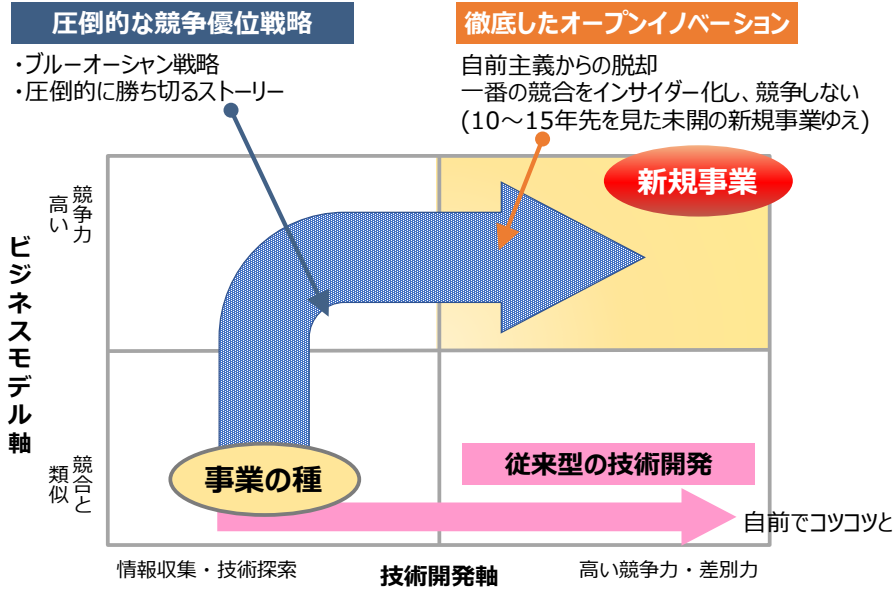 圧倒的な競争優位戦略
・ブルーオーシャン戦略
・圧倒的に勝ち切るストーリー
徹底したオープンイノベーション
自前主義からの脱却
一番の競合をインサイダー化し、競争しない
(10～15年先を見た未開の新規事業ゆえ)
新規事業
競争力
高い
ビジネスモデル軸
競合と
類似
事業の種
従来型の技術開発
自前でコツコツと
情報収集・技術探索
技術開発軸
高い競争力・差別力